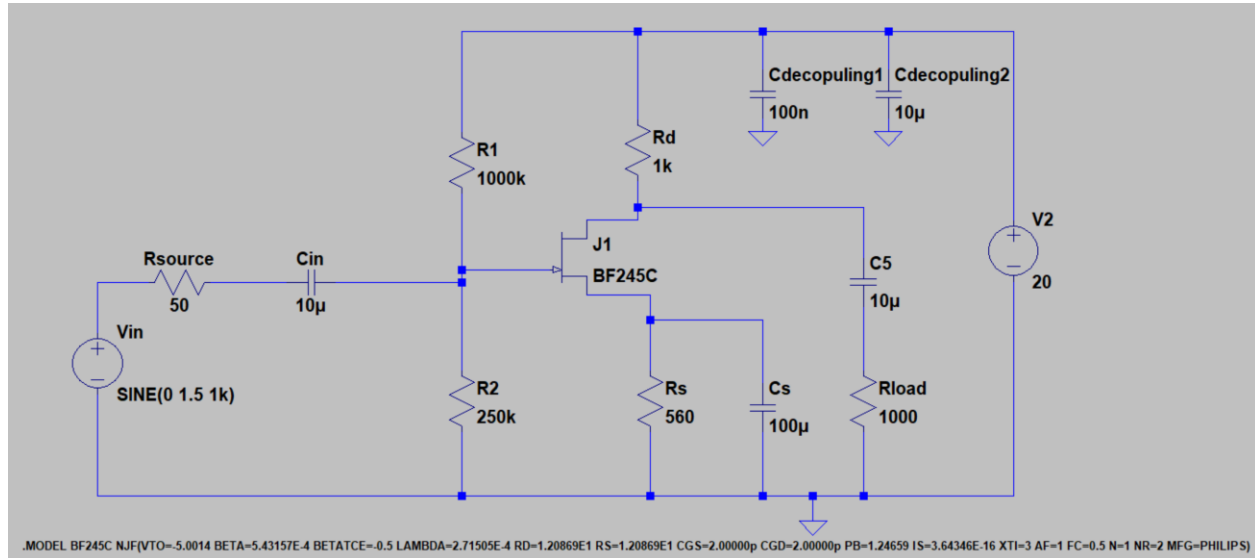 Cdecopuling1
100n
Cdecopuling2
10µ
Rd
1k
R1
1000k
J1
BF245C
V2
20
Rsource
50
Cin
10µ
C5
10µ
Vin
SINE(0 1.5 1k)
R2
250k
Rs
560
Cs
100µ
Rload
1000
.MODEL BF245C NJF(VTO=-5.0014 BETA=5.43157E-4 BETATCE=-0.5 LAMBDA=2.71505E-4 RD=1.20869E1 RS=1.20869E1 CGS=2.00000p CGD=2.00000p PB=1.24659 IS=3.64346E-16 XTI=3 AF=1 FC=0.5 N=1 NR=2 MFG=PHILIPS)